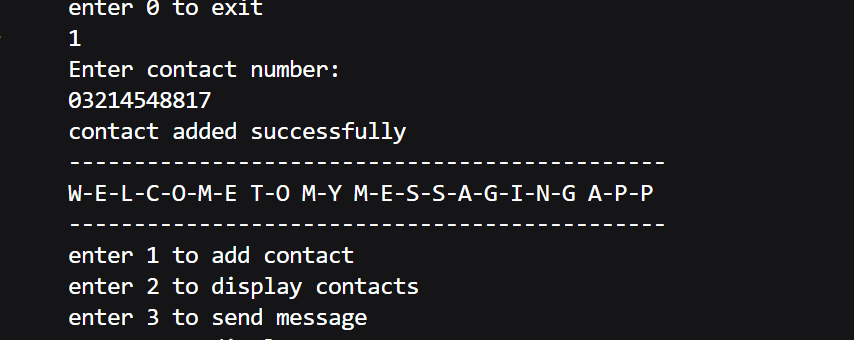 enter 0 to exit
1
Enter contact number:
03214548817
contact added successfully
----------------------------------------------
W-E-L-C-O-M-E T-O M-Y M-E-S-S-A-G-I-N-G A-P-P
----------------------------------------------
enter 1 to add contact
enter 2 to display contacts
enter 3 to send message